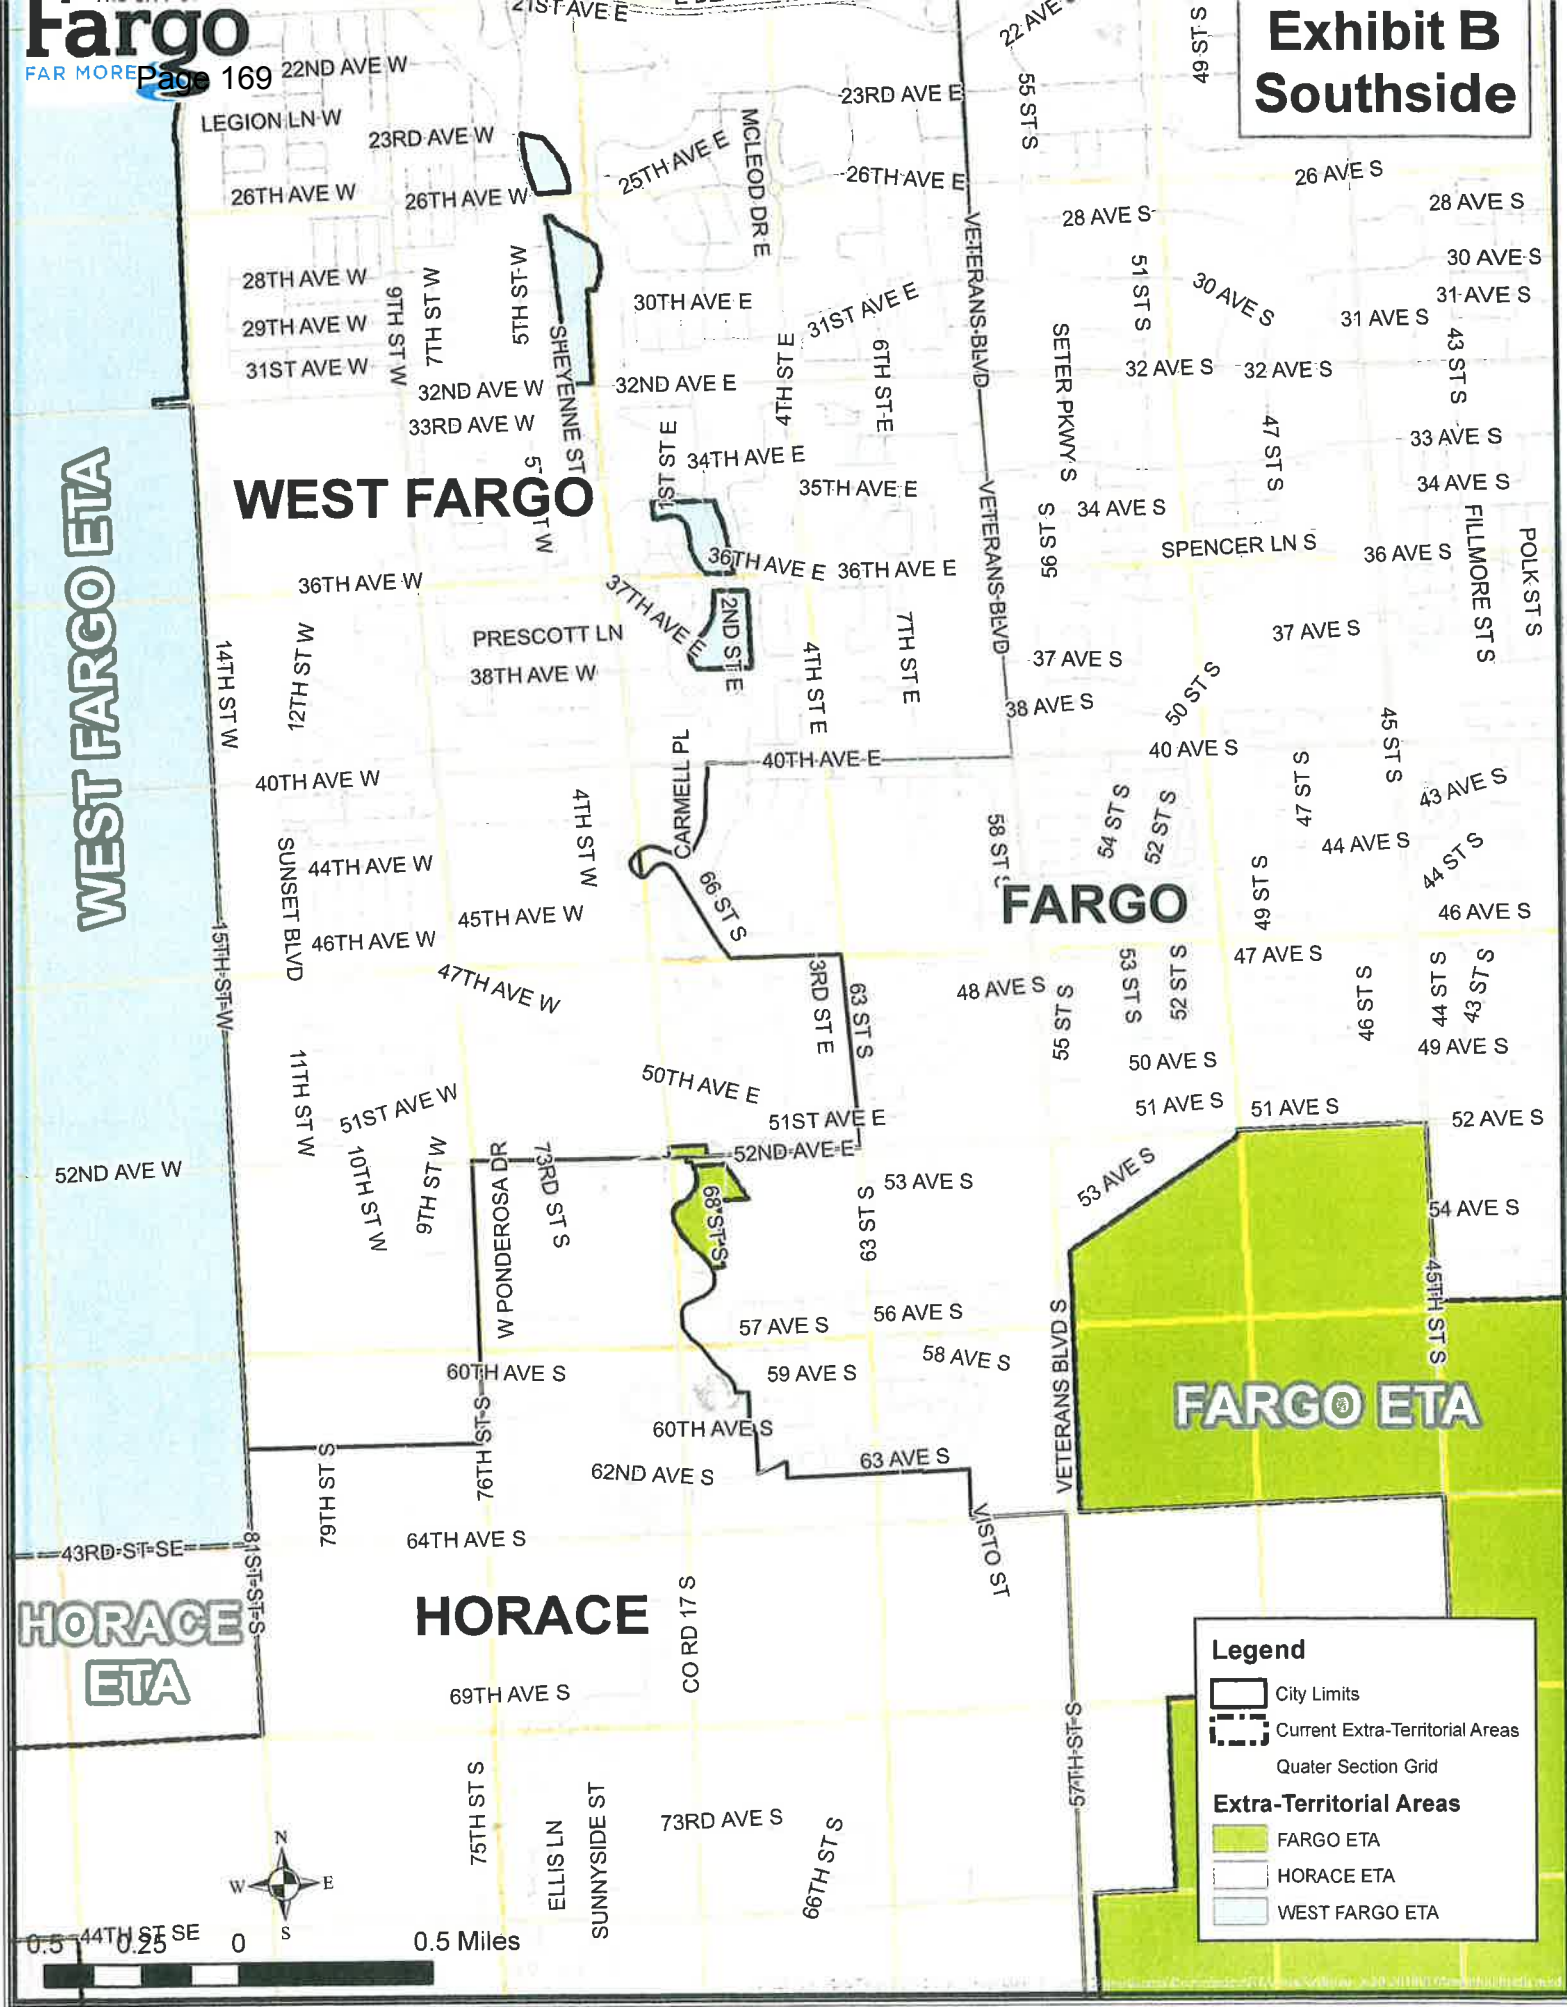 Fargo
FAR MORE
Page 169
Exhibit B
Southside
21ST AVE E
22 AVE S
49 ST S
22ND AVE W
23RD AVE E
55 ST S
LEGION LN W
23RD AVE W
25TH AVE E
MCLEOD DR E
26TH AVE E
26 AVE S
26TH AVE W
26TH AVE W
28 AVE S
28 AVE S
VETERANS BLVD
28TH AVE W
9TH ST W
7TH ST W
5TH ST W
30TH AVE E
31ST AVE E
51 ST S
30 AVE S
30 AVE S
31 AVE S
31 AVE S
29TH AVE W
SHEYENNE ST
4TH ST E
6TH ST E
SETER PKWY S
43 ST S
31ST AVE W
32ND AVE W
32ND AVE E
32 AVE S
32 AVE S
33RD AVE W
1ST ST E
34TH AVE E
47 ST S
33 AVE S
WEST FARGO ETA
WEST FARGO
35TH AVE E
VETERANS BLVD
34 AVE S
34 AVE S
56 ST S
SPENCER LN S
36 AVE S
FILLMORE ST S
POLK ST S
36TH AVE W
36TH AVE E
36TH AVE E
37TH AVE E
2ND ST E
7TH ST E
37 AVE S
PRESCOTT LN
38TH AVE W
4TH ST E
37 AVE S
14TH ST W
12TH ST W
38 AVE S
50 ST S
45 ST S
40TH AVE E
40 AVE S
47 ST S
40TH AVE W
CARMELL PL
43 AVE S
4TH ST W
58 ST S
54 ST S
52 ST S
44 AVE S
44 ST S
SUNSET BLVD
44TH AVE W
66 ST S
FARGO
49 ST S
45TH AVE W
46 AVE S
46TH AVE W
15TH ST W
47TH AVE W
47 AVE S
3RD ST E
63 ST S
48 AVE S
55 ST S
53 ST S
52 ST S
46 ST S
44 ST S
43 ST S
49 AVE S
11TH ST W
51ST AVE W
50TH AVE E
50 AVE S
51ST AVE E
51 AVE S
51 AVE S
52 AVE S
52ND AVE W
10TH ST W
9TH ST W
W PONDEROSA DR
73RD ST S
52ND AVE E
53 AVE S
53 AVE S
68 ST S
63 ST S
54 AVE S
45TH ST S
57 AVE S
56 AVE S
VETERANS BLVD S
60TH AVE S
59 AVE S
58 AVE S
FARGO ETA
76TH ST S
60TH AVE S
79TH ST S
62ND AVE S
63 AVE S
VISTO ST
43RD ST SE
81ST ST S
64TH AVE S
HORACE
ETA
HORACE
CO RD 17 S
69TH AVE S
57TH ST S
75TH ST S
ELLIS LN
SUNNYSIDE ST
73RD AVE S
66TH ST S
N
W
E
S
44TH ST SE
0.5
0.25
0
0.5 Miles
Legend
City Limits
Current Extra-Territorial Areas
Quater Section Grid
Extra-Territorial Areas
FARGO ETA
HORACE ETA
WEST FARGO ETA